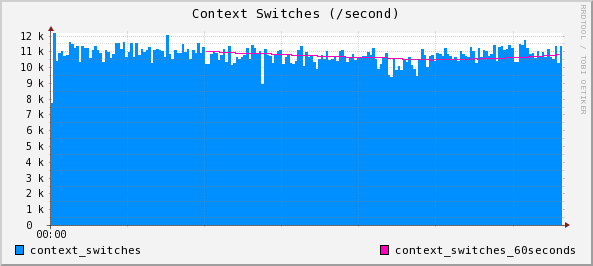 Context Switches (/second)
RRDTOOL / TOBI OETIKER
12 k
11 k
10 k
9 k
8 k
7 k
6 k
5 k
4 k
3 k
2 k
1 k
0
00:00
context_switches
context_switches_60seconds